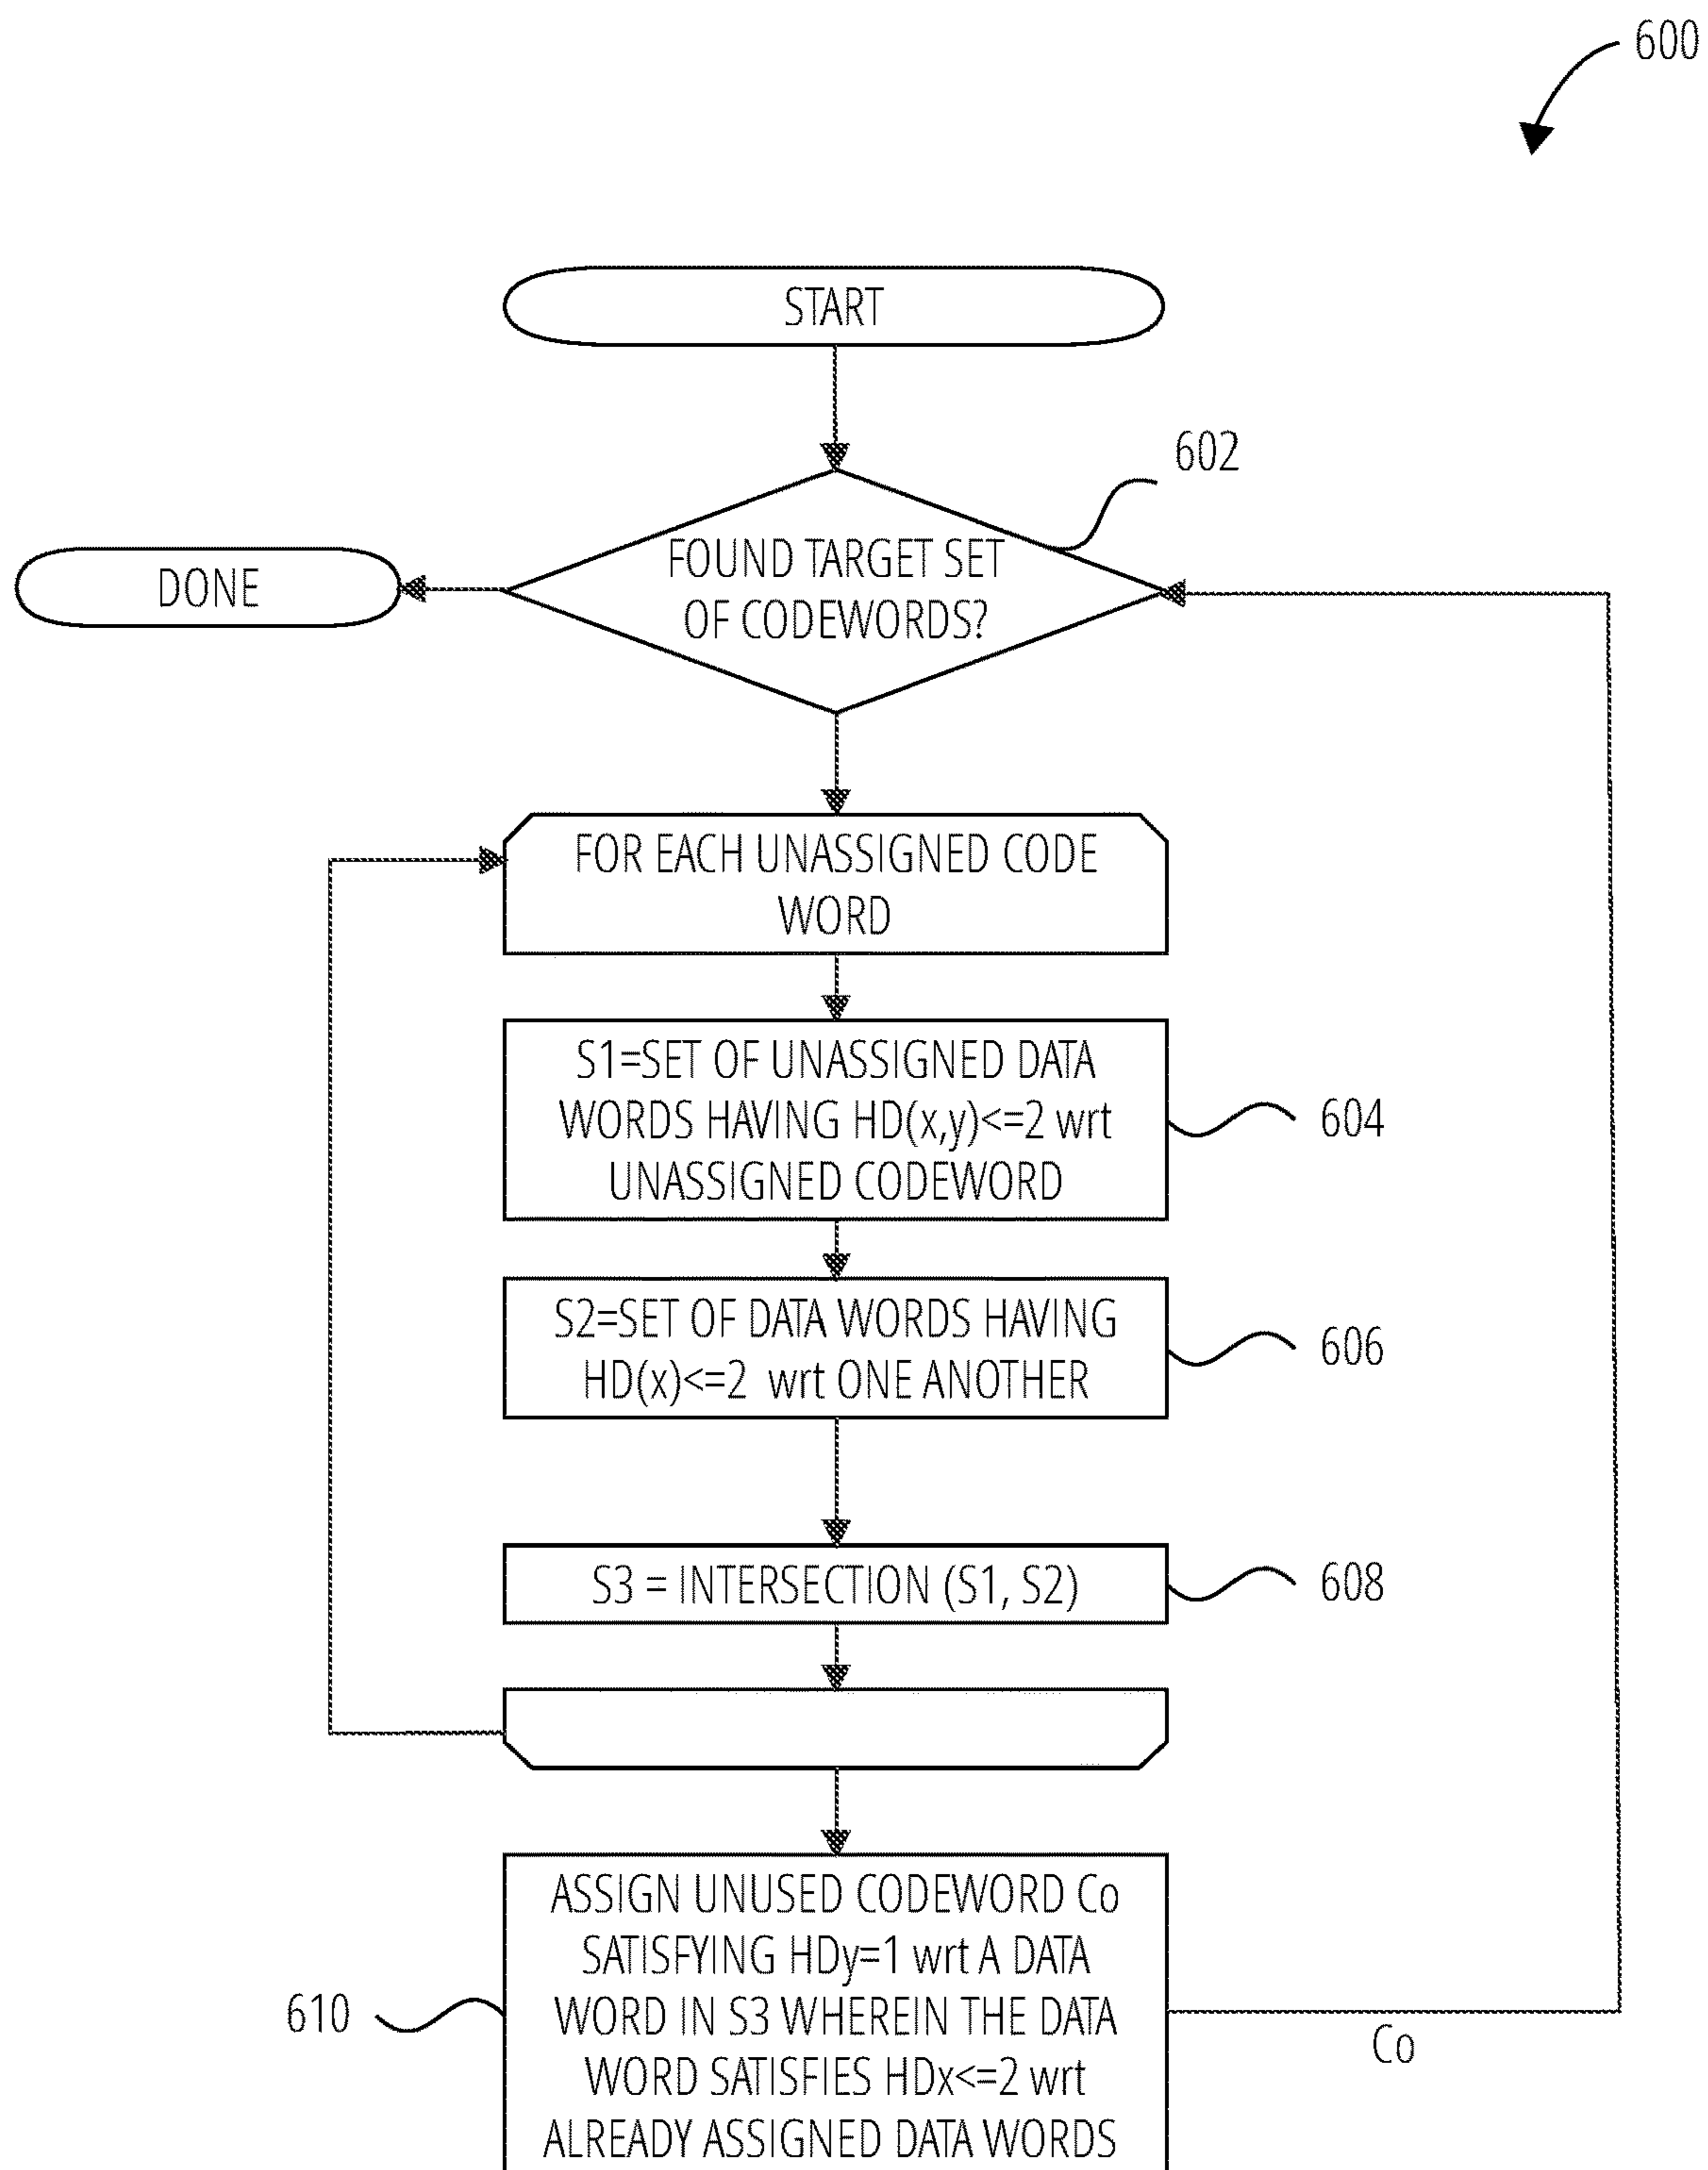 600
START
602
FOUND TARGET SET
OF CODEWORDS?
DONE
FOR EACH UNASSIGNED CODE
WORD
S1=SET OF UNASSIGNED DATA
WORDS HAVING HD(x,y)<=2 wrt
UNASSIGNED CODEWORD
604
S2=SET OF DATA WORDS HAVING
HD(x)<=2 wrt ONE ANOTHER
606
S3 = INTERSECTION (S1, S2)
608
ASSIGN UNUSED CODEWORD Co
SATISFYING HDy=1 wrt A DATA
WORD IN S3 WHEREIN THE DATA
WORD SATISFIES HDx<=2 wrt
ALREADY ASSIGNED DATA WORDS
610
Co